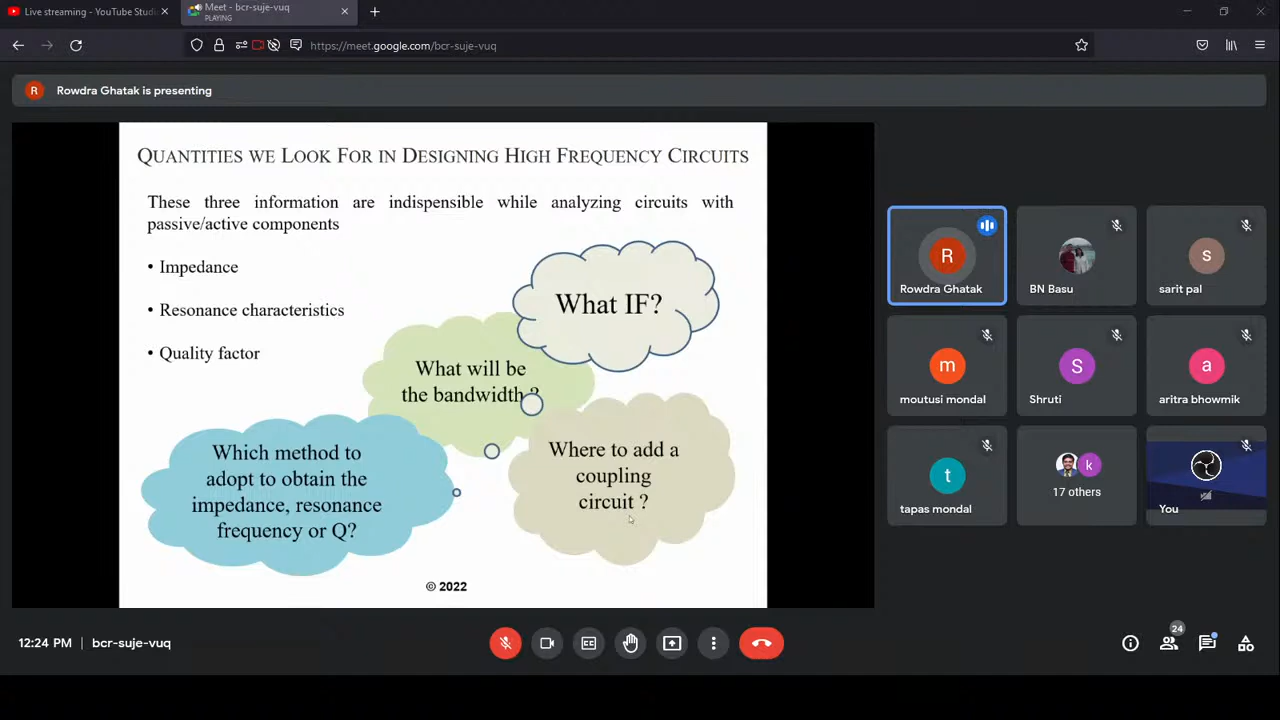 Live streaming - YouTube Studi
Meet - bcr-suje-vuq
PLAYING
https://meet.google.com/bcr-suje-vuq
R
Rowdra Ghatak is presenting
QUANTITIES WE LOOK FOR IN DESIGNING HIGH FREQUENCY CIRCUITS
These three information are indispensible while analyzing circuits with
passive/active components
• Impedance
• Resonance characteristics
• Quality factor
What IF?
What will be
the bandwidth ?
Which method to
adopt to obtain the
impedance, resonance
frequency or Q?
Where to add a
coupling
circuit ?
© 2022
R
Rowdra Ghatak
BN Basu
s
sarit pal
m
moutusi mondal
S
Shruti
a
aritra bhowmik
t
tapas mondal
k
17 others
You
12:24 PM | bcr-suje-vuq
CC
24